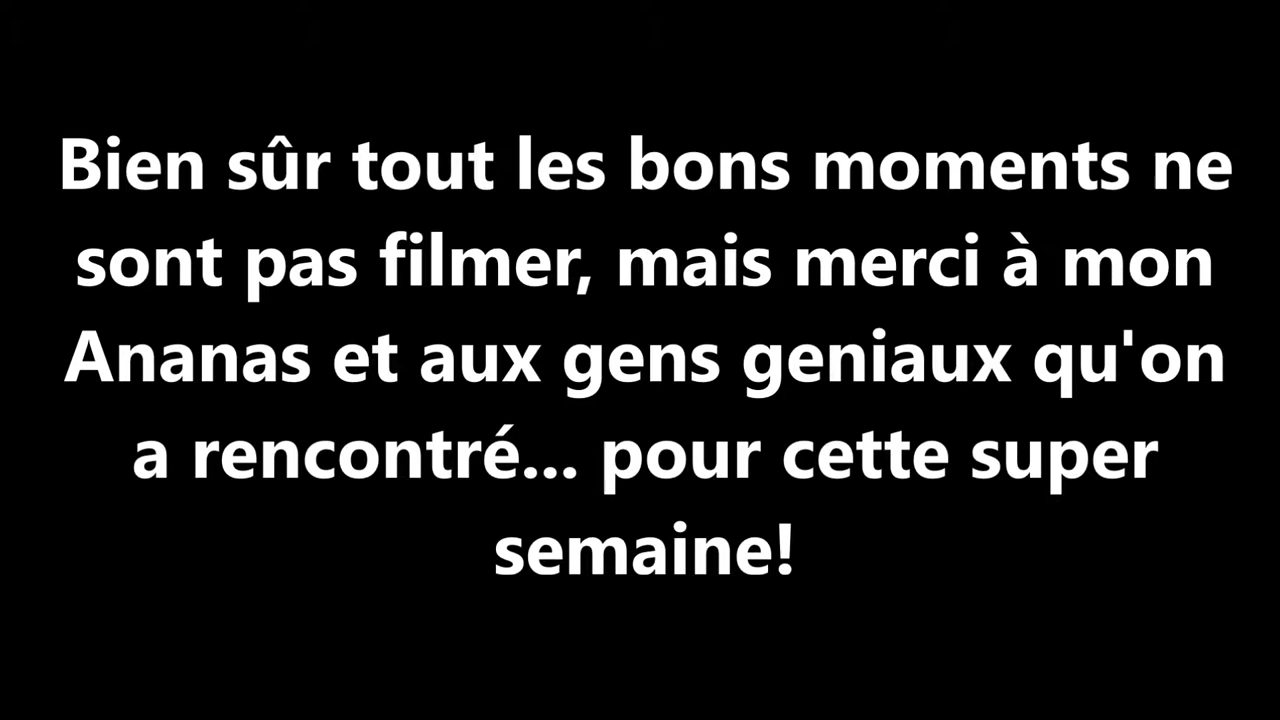 Bien sûr tout les bons moments ne
sont pas filmer, mais merci à mon
Ananas et aux gens geniaux qu'on
a rencontré... pour cette super
semaine!